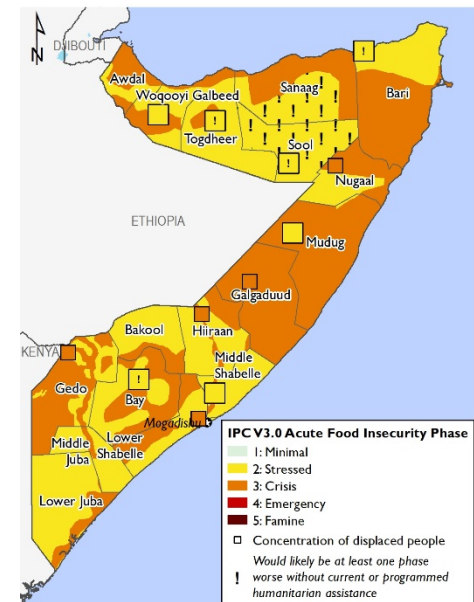 N
DJIBOUTI
Awdal
Woqooyi Galbeed
Sanaag
Bari
Togdheer
Sool
Nugaal
ETHIOPIA
Mudug
Galgaduud
Bakool
Hiiraan
KENYA
Middle
Shabelle
Gedo
Bay
Mogadishu
Middle
Juba
Lower
Shabelle
Lower Juba
IPC V3.0 Acute Food Insecurity Phase
1: Minimal
2: Stressed
3: Crisis
4: Emergency
5: Famine
Concentration of displaced people
! Would likely be at least one phase
worse without current or programmed
humanitarian assistance